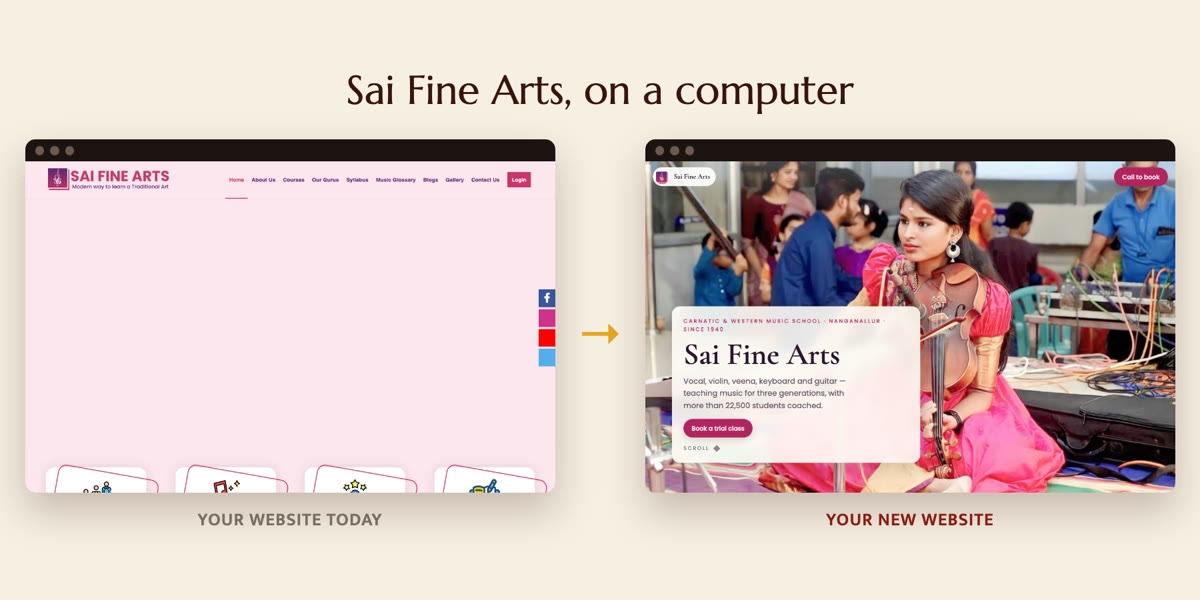 Sai Fine Arts, on a computer
SAI FINE ARTS
Modern way to learn a Traditional Art
Home About Us Courses Our Gurus Syllabus Music Glossary Blogs Gallery Contact Us Login
f
YOUR WEBSITE TODAY
Sai Fine Arts
Call to book
CARNATIC & WESTERN MUSIC SCHOOL · NANGANALLUR ·
SINCE 1940
Sai Fine Arts
Vocal, violin, veena, keyboard and guitar —
teaching music for three generations, with
more than 22,500 students coached.
Book a trial class
SCROLL
YOUR NEW WEBSITE